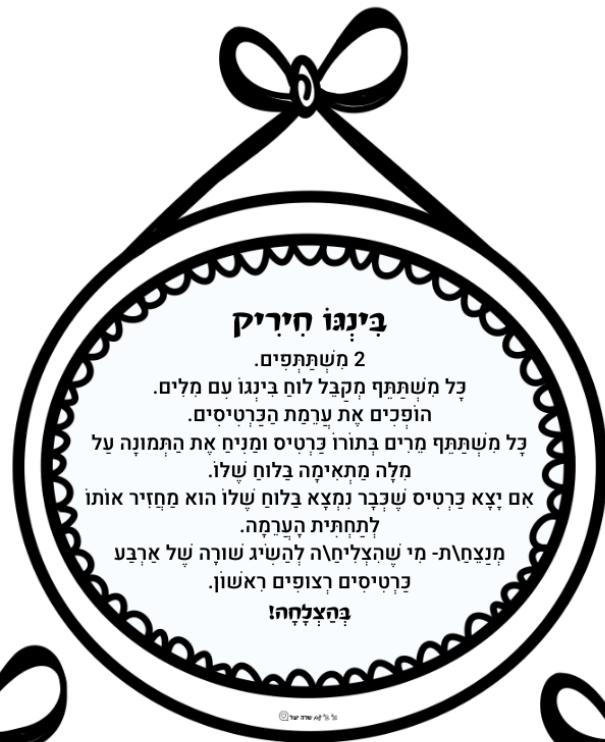 בִּינְגּוֹ חִירִיק
2 מִשְׁתַּתְּפִים.
כָּל מִשְׁתַּתֵּף מְקַבֵּל לוּחַ בִּינְגוֹ עִם מִלִּים.
הוֹפְכִים אֶת עֲרֵמַת הַכַּרְטִיסִים.
כָּל מִשְׁתַּתֵּף מֵרִים בְּתוֹרוֹ כַּרְטִיס וּמַנִּיחַ אֶת הַתְּמוּנָה עַל
מִלָּה מַתְאִימָה בַּלּוּחַ שֶׁלּוֹ.
אִם יָצָא כַּרְטִיס שֶׁכְּבָר נִמְצָא בַּלּוּחַ שֶׁלּוֹ הוּא מַחֲזִיר אוֹתוֹ
לְתַחְתִּית הָעֲרֵמָה.
מְנַצֵּחַ\ת- מִי שֶׁהִצְלִיחַ\ה לְהַשִּׂיג שׁוּרָה שֶׁל אַרְבַּע
כַּרְטִיסִים רְצוּפִים רִאשׁוֹן.
בְּהַצְלָחָה!